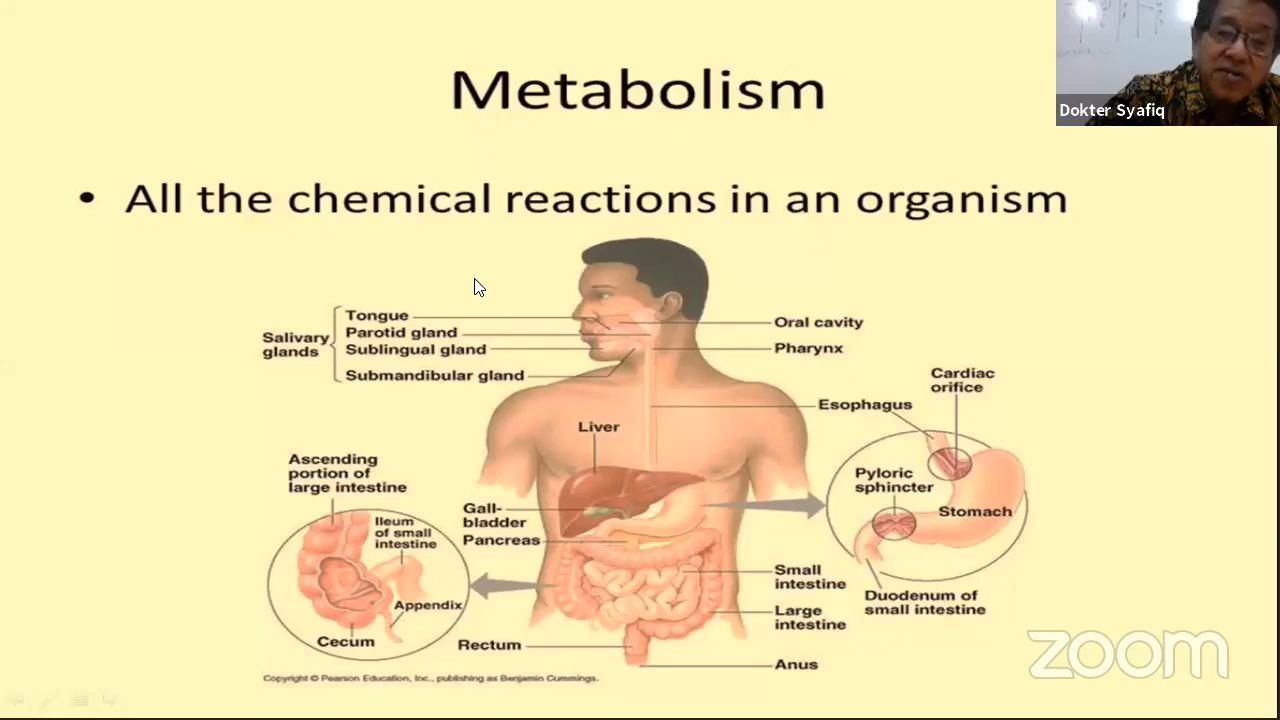 Metabolism
Dokter Syafiq
• All the chemical reactions in an organism
Tongue
Parotid gland
Sublingual gland
Submandibular gland
Salivary
glands
Oral cavity
Pharynx
Esophagus
Cardiac
orifice
Liver
Ascending
portion of
large intestine
Ileum
of small
intestine
Appendix
Cecum
Gall-
bladder
Pancreas
Pyloric
sphincter
Stomach
Duodenum of
small intestine
Small
intestine
Large
intestine
Rectum
Anus
zoom
Copyright © Pearson Education, Inc., publishing as Benjamin Cummings.